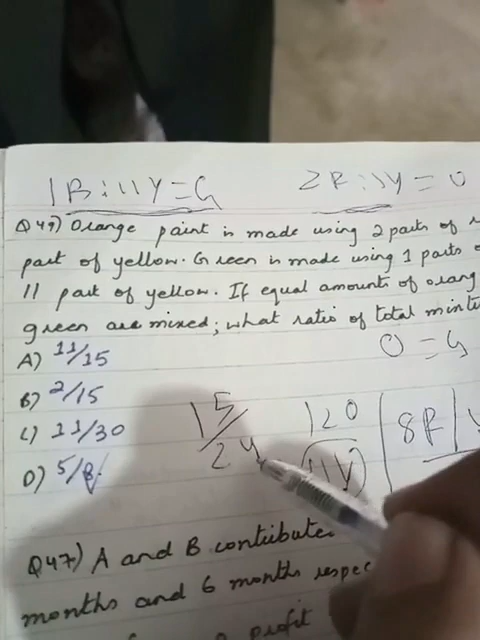 1B:11Y=G 2R:1Y=O
Q49) Orange paint is made using 2 parts of
part of yellow. Green is made using 1 parts o
11 part of yellow. If equal amounts of orang
green are mixed; what ratio of total mixtu
O = G
A) 11/15
B) 2/15
C) 11/30
D) 5/8
15/24
12O
11Y
8R
Q47) A and B contribute
months and 6 months respec
profit